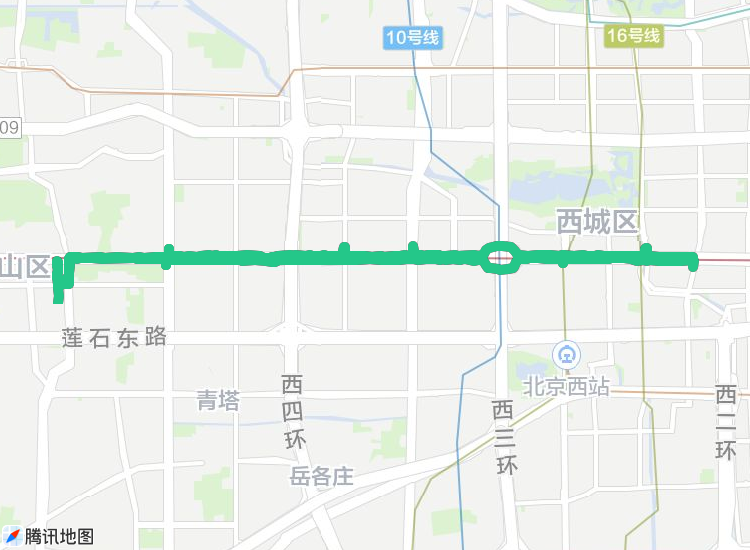 10号线
16号线
09
西城区
山区
莲石东路
北京西站
西四环
青塔
西三环
西二环
岳各庄
腾讯地图